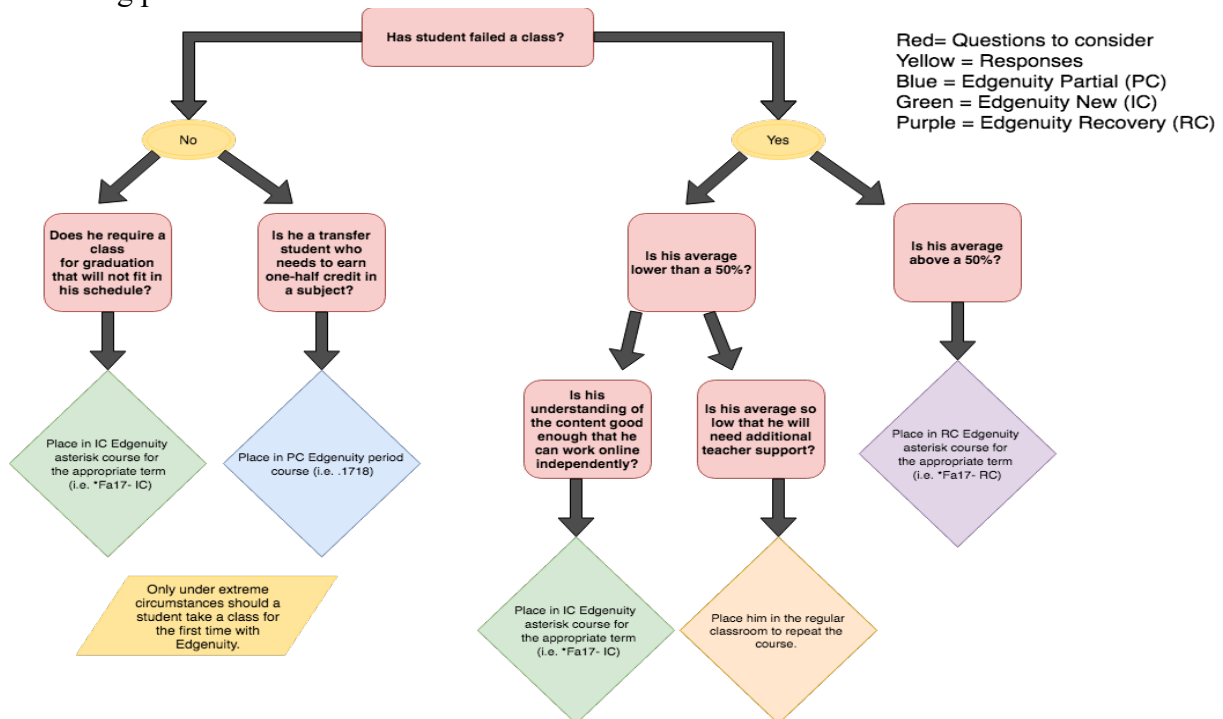 Has student failed a class?
Red= Questions to consider
Yellow = Responses
Blue = Edgenuity Partial (PC)
Green = Edgenuity New (IC)
Purple = Edgenuity Recovery (RC)
No
Yes
Does he require a
class
for graduation
that will not fit in
his schedule?
Is he a transfer
student who
needs to earn
one-half credit in
a subject?
Is his average
lower than a 50%?
Is his average
above a 50%?
Place in IC Edgenuity
asterisk course for
the appropriate term
(i.e. *Fa17- IC)
Place in PC Edgenuity period
course (i.e. .1718)
Is his
understanding of
the content good
enough that he
can work online
independently?
Is his average so
low that he will
need additional
teacher support?
Place in RC Edgenuity
asterisk course for
the appropriate term
(i.e. *Fa17- RC)
Only under extreme
circumstances should a
student take a class for
the first time with
Edgenuity.
Place in IC Edgenuity
asterisk course for
the appropriate term
(i.e. *Fa17- IC)
Place him in the regular
classroom to repeat the
course.